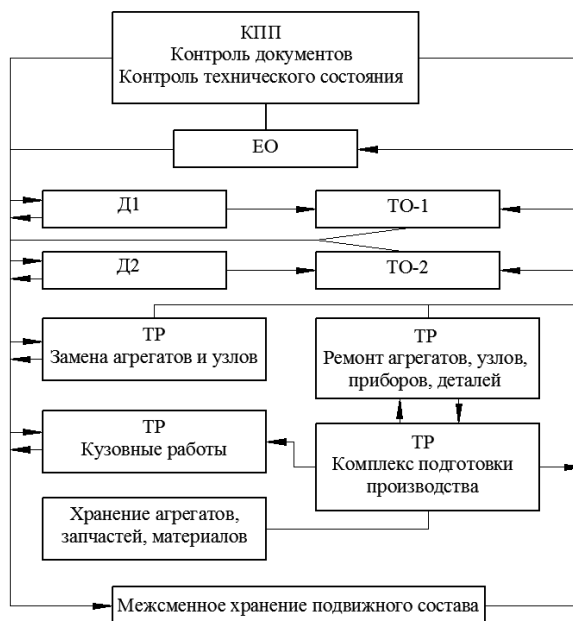 КПП
Контроль документов
Контроль технического состояния
ЕО
Д1
ТО-1
Д2
ТО-2
ТР
Замена агрегатов и узлов
ТР
Ремонт агрегатов, узлов,
приборов, деталей
ТР
Кузовные работы
ТР
Комплекс подготовки
производства
Хранение агрегатов,
запчастей, материалов
Межсменное хранение подвижного состава